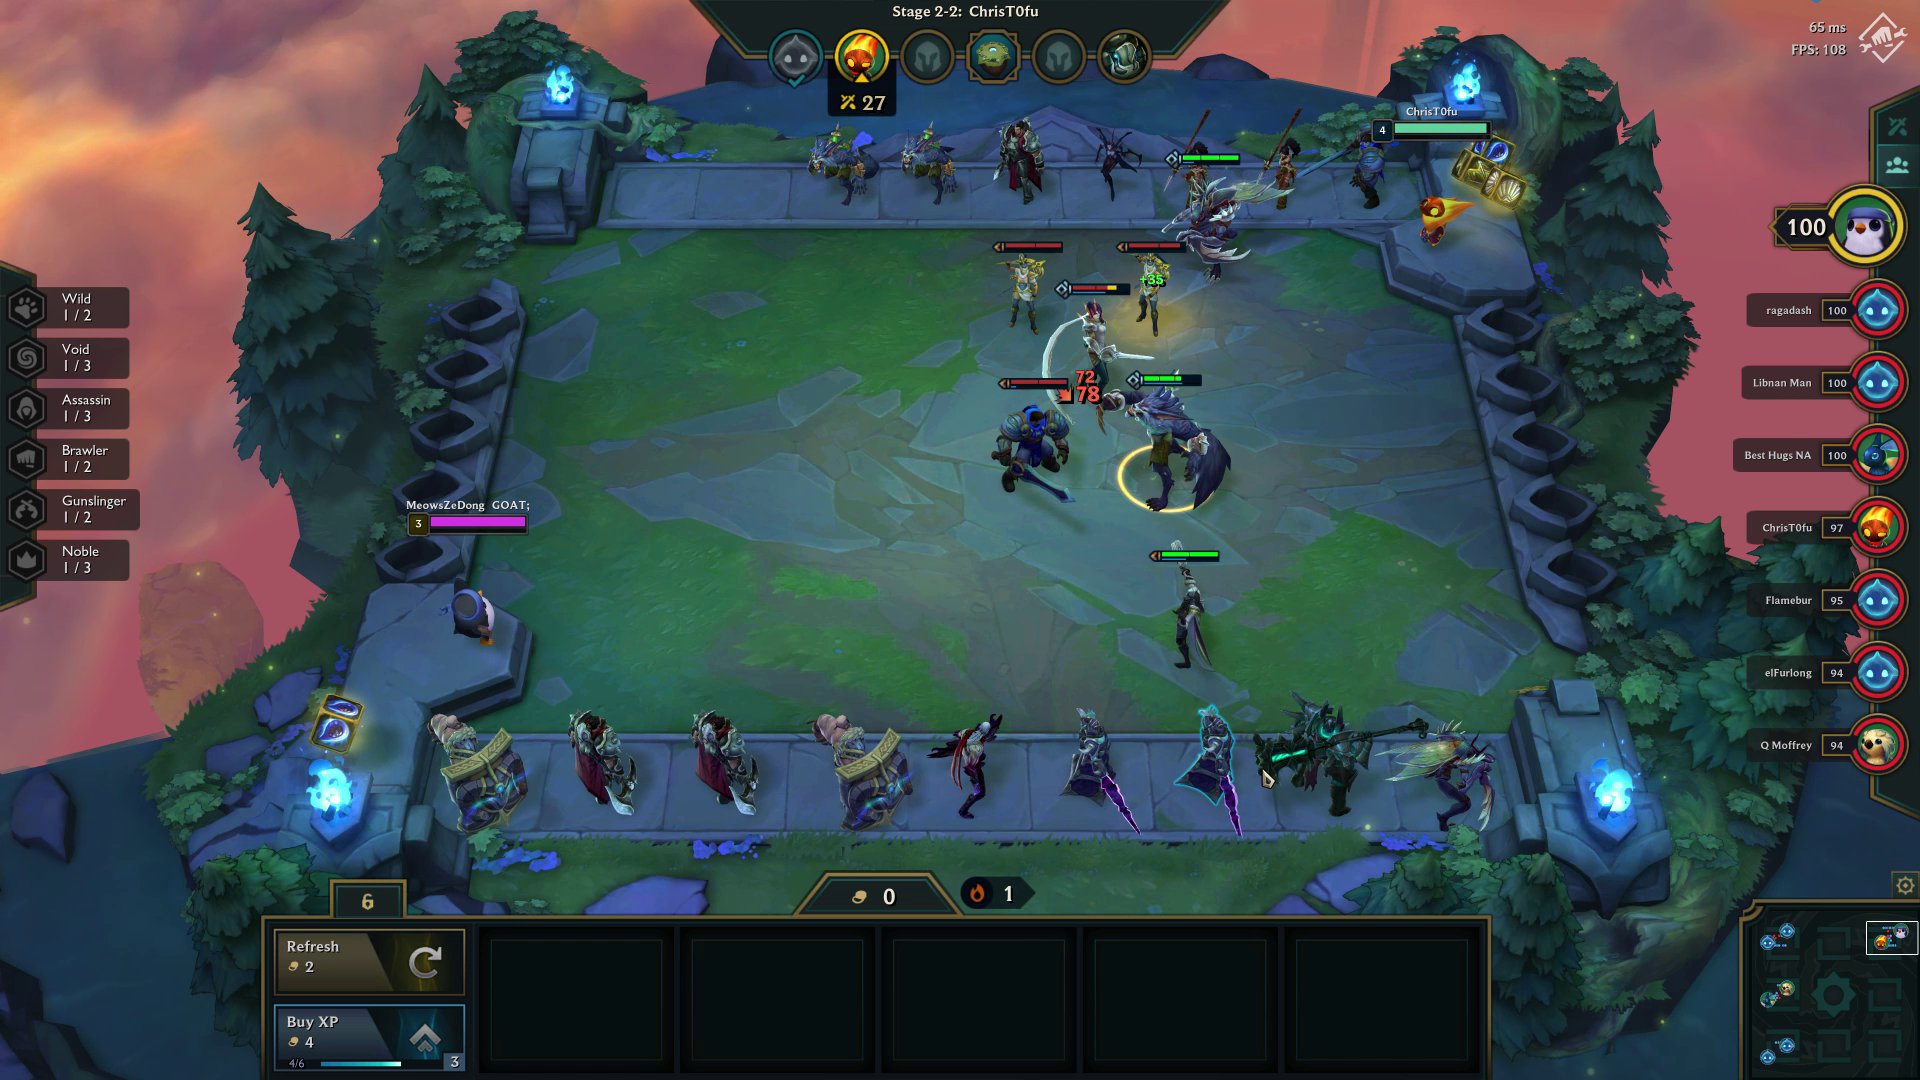 Stage 2-2: ChrisT0fu
27
65 ms
FPS: 108
ChrisT0fu
4
100
ragadash 100
Libnan Man 100
Best Hugs NA 100
ChrisT0fu 97
Flamebur 95
elFurlong 94
Q Moffrey 94
Wild
1 / 2
Void
1 / 3
Assassin
1 / 3
Brawler
1 / 2
Gunslinger
1 / 2
Noble
1 / 3
+35
72
78
MeowsZeDong GOAT;
3
6
0
1
Refresh
2
Buy XP
4
4/6
3